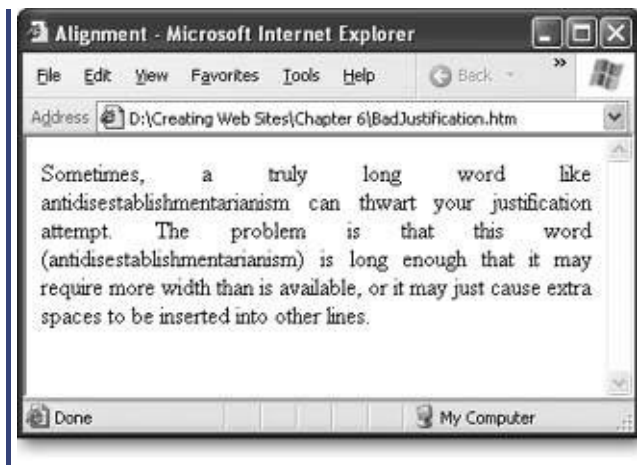 Alignment - Microsoft Internet Explorer
File Edit View Favorites Tools Help Back »
Address D:\Creating Web Sites\Chapter 6\BadJustification.htm
Sometimes, a truly long word like
antidisestablishmentarianism can thwart your justification
attempt. The problem is that this word
(antidisestablishmentarianism) is long enough that it may
require more width than is available, or it may just cause extra
spaces to be inserted into other lines.
Done My Computer